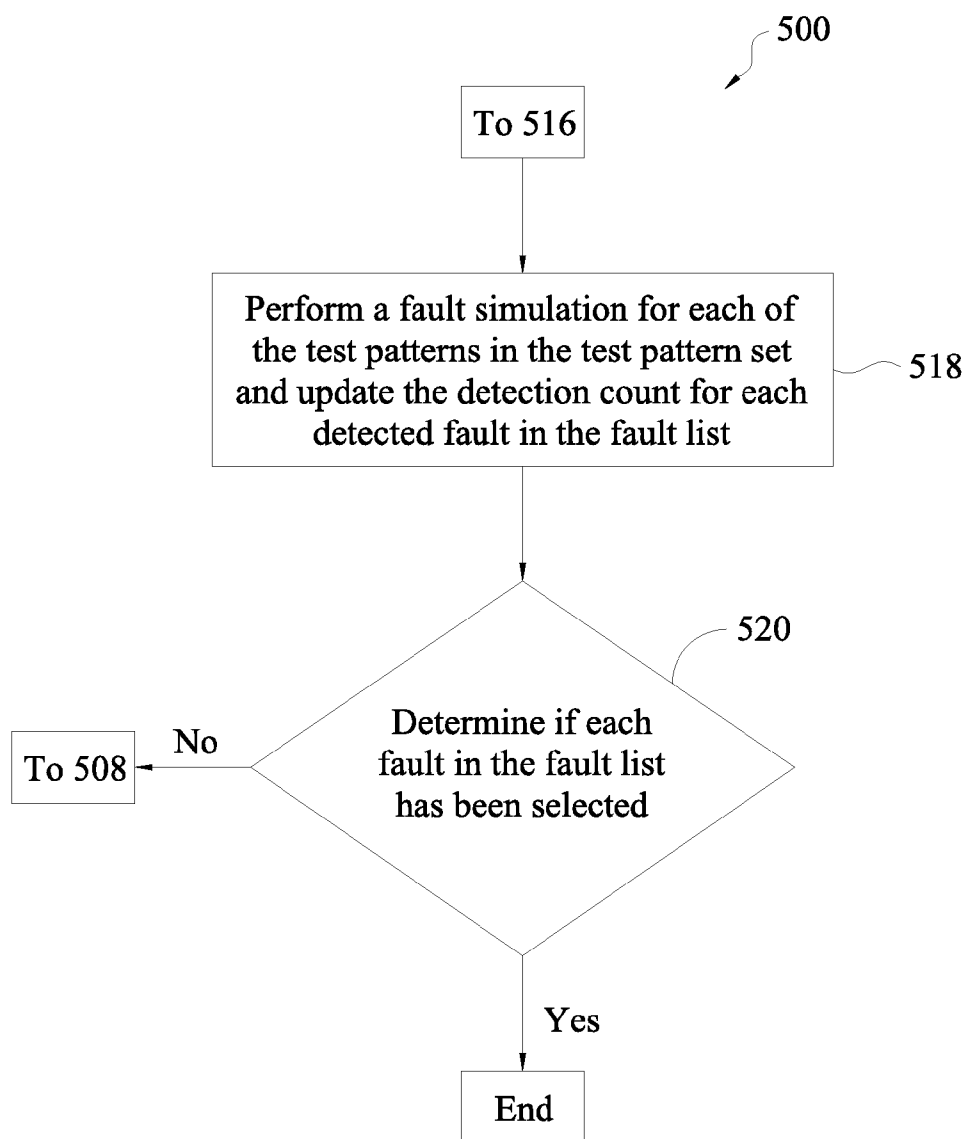 500
To 516
Perform a fault simulation for each of
the test patterns in the test pattern set
and update the detection count for each
detected fault in the fault list
518
520
Determine if each
fault in the fault list
has been selected
No
To 508
Yes
End